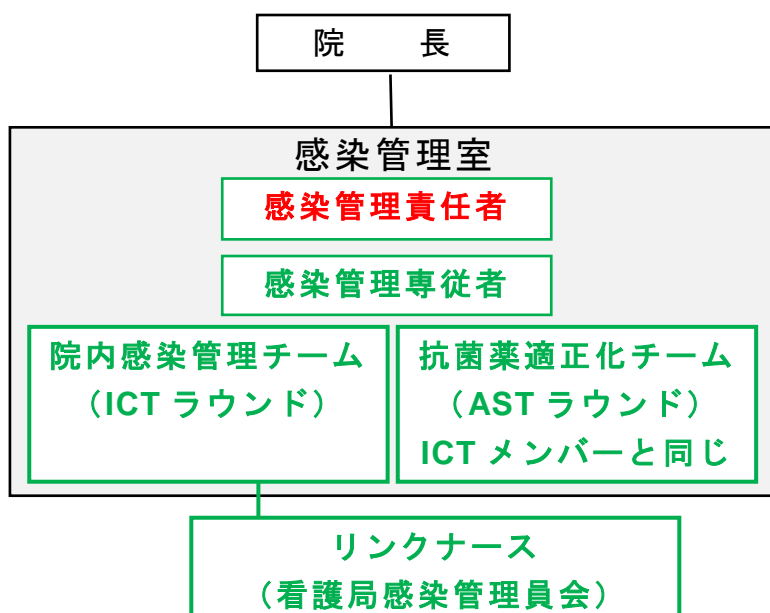 院　長
感染管理室
感染管理責任者
感染管理専従者
院内感染管理チーム
（ICT ラウンド）
抗菌薬適正化チーム
（AST ラウンド）
ICT メンバーと同じ
リンクナース
（看護局感染管理員会）